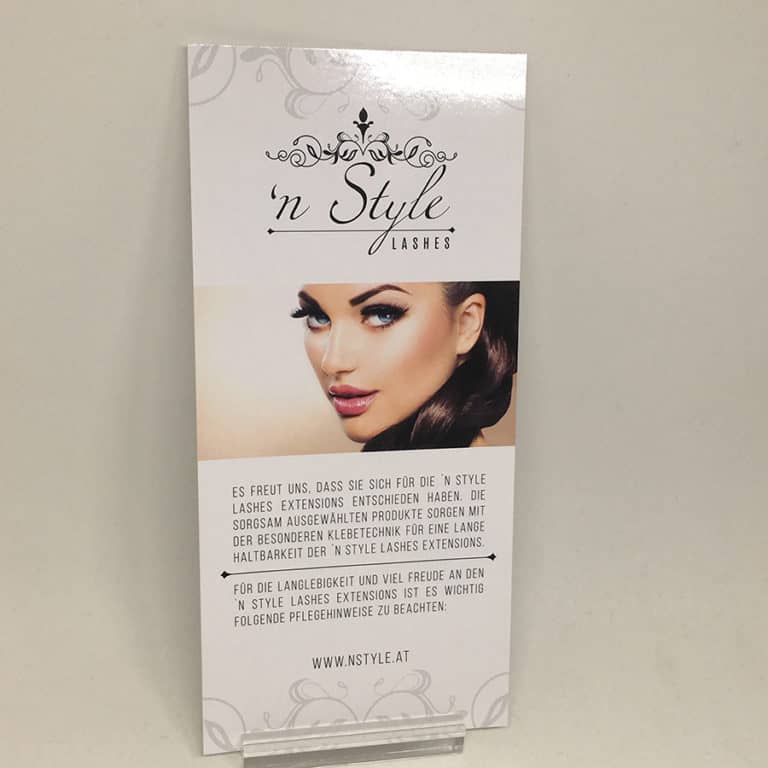 'n Style
LASHES
ES FREUT UNS, DASS SIE SICH FÜR DIE ´N STYLE
LASHES EXTENSIONS ENTSCHIEDEN HABEN. DIE
SORGSAM AUSGEWÄHLTEN PRODUKTE SORGEN MIT
DER BESONDEREN KLEBETECHNIK FÜR EINE LANGE
HALTBARKEIT DER ´N STYLE LASHES EXTENSIONS.
FÜR DIE LANGLEBIGKEIT UND VIEL FREUDE AN DEN
´N STYLE LASHES EXTENSIONS IST ES WICHTIG
FOLGENDE PFLEGEHINWEISE ZU BEACHTEN:
WWW.NSTYLE.AT